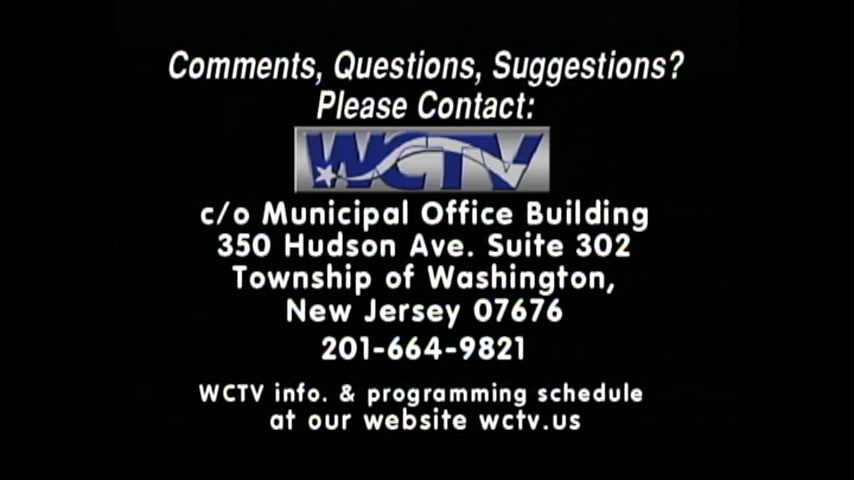 Comments, Questions, Suggestions?
Please Contact:
WCTV
c/o Municipal Office Building
350 Hudson Ave. Suite 302
Township of Washington,
New Jersey 07676
201-664-9821
WCTV info. & programming schedule
at our website wctv.us